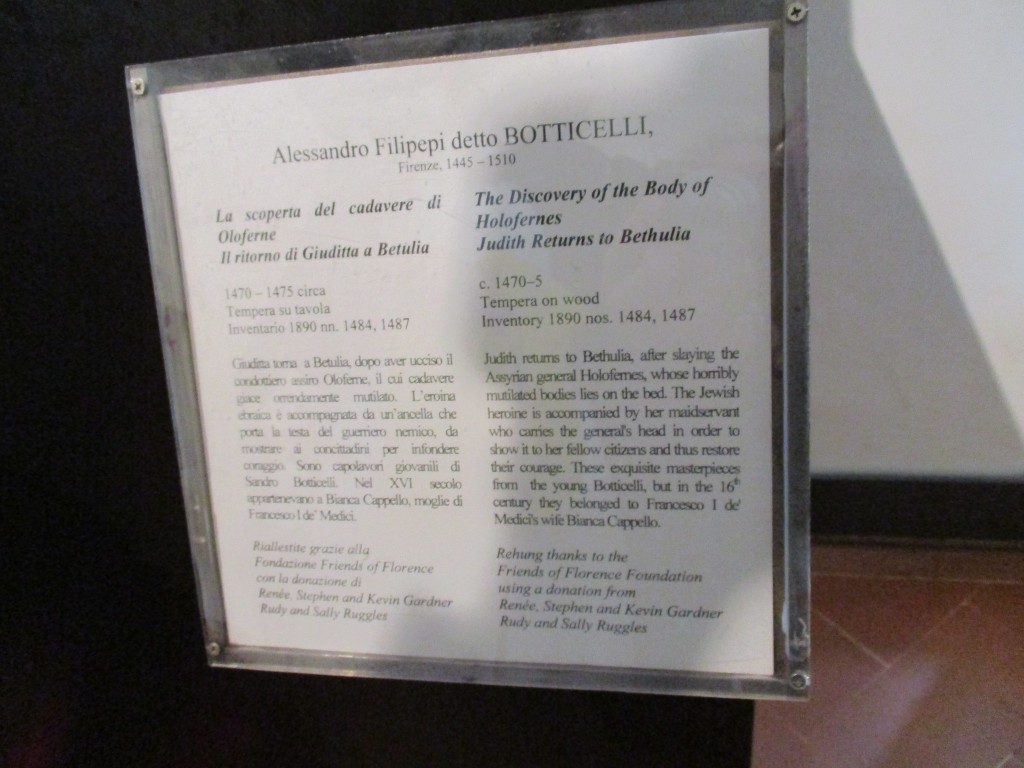 Alessandro Filipepi detto BOTTICELLI,
Firenze, 1445 – 1510
La scoperta del cadavere di
Oloferne
Il ritorno di Giuditta a Betulia
1470 – 1475 circa
Tempera su tavola
Inventario 1890 nn. 1484, 1487
Giuditta torna a Betulia, dopo aver ucciso il
condottiero assiro Oloferne, il cui cadavere
giace orrendamente mutilato. L'eroina
ebraica è accompagnata da un'ancella che
porta la testa del guerriero nemico, da
mostrare ai concittadini per infondere
coraggio. Sono capolavori giovanili di
Sandro Botticelli. Nel XVI secolo
appartenevano a Bianca Cappello, moglie di
Francesco I de' Medici.
Riallestite grazie alla
Fondazione Friends of Florence
con la donazione di
Renée, Stephen and Kevin Gardner
Rudy and Sally Ruggles
The Discovery of the Body of
Holofernes
Judith Returns to Bethulia
c. 1470–5
Tempera on wood
Inventory 1890 nos. 1484, 1487
Judith returns to Bethulia, after slaying the
Assyrian general Holofernes, whose horribly
mutilated bodies lies on the bed. The Jewish
heroine is accompanied by her maidservant
who carries the general's head in order to
show it to her fellow citizens and thus restore
their courage. These exquisite masterpieces
from the young Botticelli, but in the 16th
century they belonged to Francesco I de'
Medici's wife Bianca Cappello.
Rehung thanks to the
Friends of Florence Foundation
using a donation from
Renée, Stephen and Kevin Gardner
Rudy and Sally Ruggles